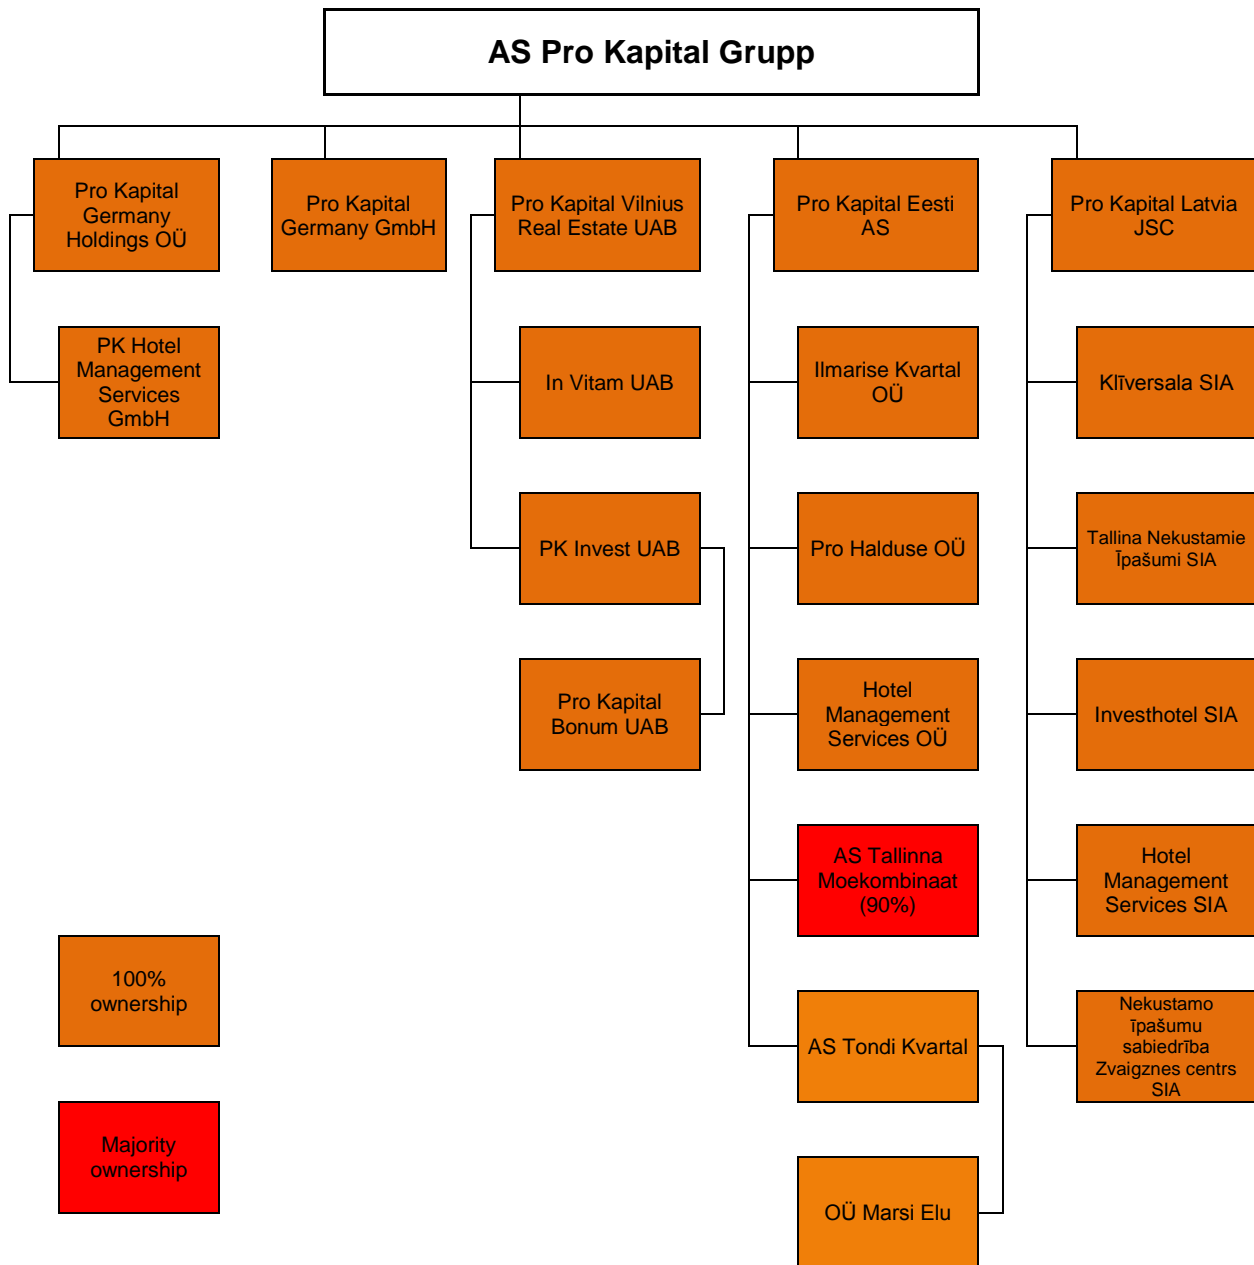 AS Pro Kapital Grupp
Pro Kapital
Germany
Holdings OÜ
Pro Kapital
Germany GmbH
Pro Kapital Vilnius
Real Estate UAB
Pro Kapital Eesti
AS
Pro Kapital Latvia
JSC
PK Hotel
Management
Services
GmbH
In Vitam UAB
Ilmarise Kvartal
OÜ
Klīversala SIA
PK Invest UAB
Pro Halduse OÜ
Tallina Nekustamie
Īpašumi SIA
Pro Kapital
Bonum UAB
Hotel
Management
Services OÜ
Investhotel SIA
AS Tallinna
Moekombinaat
(90%)
Hotel
Management
Services SIA
100%
ownership
AS Tondi Kvartal
Nekustamo
īpašumu
sabiedrība
Zvaigznes centrs
SIA
Majority
ownership
OÜ Marsi Elu